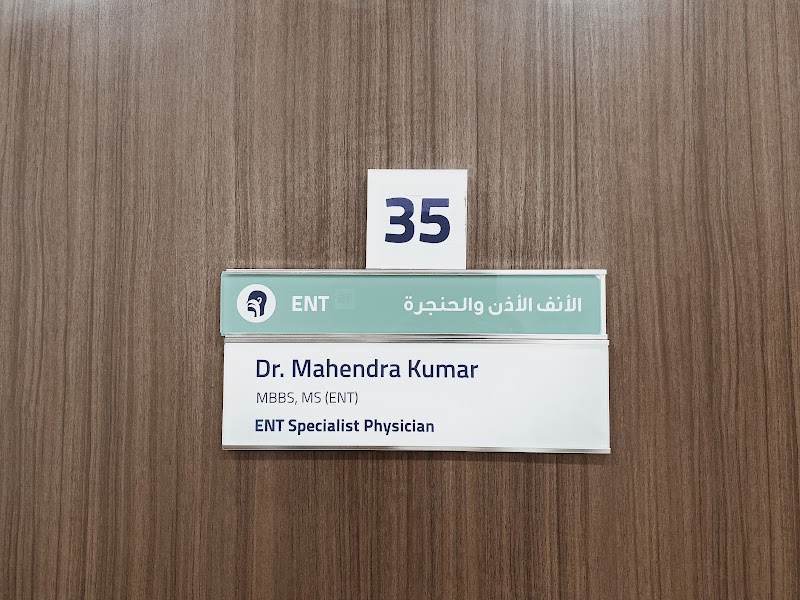 35
ENT الأنف الأذن والحنجرة
Dr. Mahendra Kumar
MBBS, MS (ENT)
ENT Specialist Physician